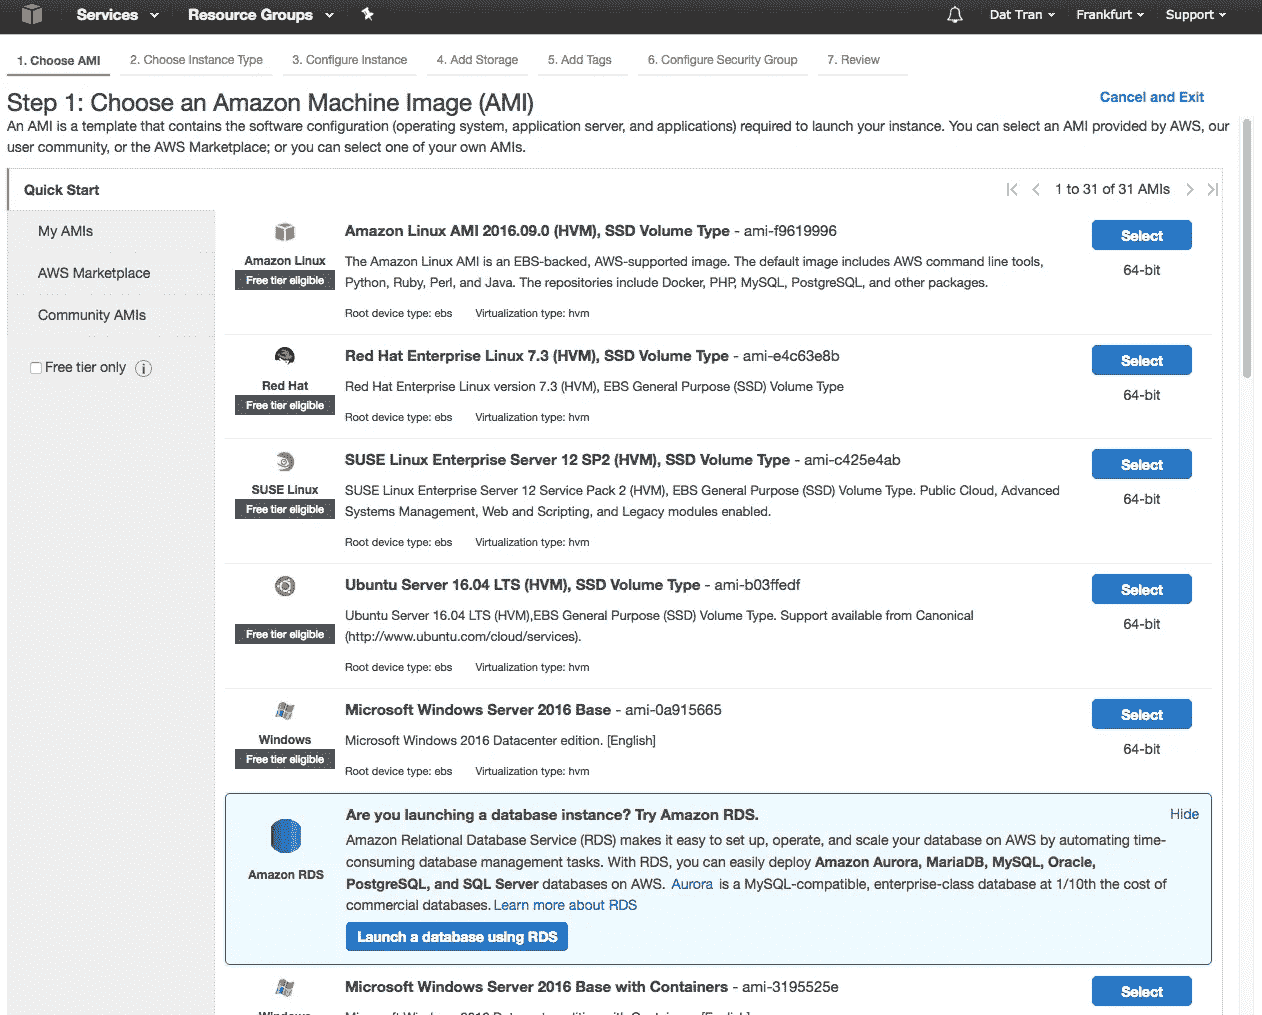 Services Resource Groups Dat Tran Frankfurt Support
1. Choose AMI 2. Choose Instance Type 3. Configure Instance 4. Add Storage 5. Add Tags 6. Configure Security Group 7. Review
Step 1: Choose an Amazon Machine Image (AMI)
Cancel and Exit
An AMI is a template that contains the software configuration (operating system, application server, and applications) required to launch your instance. You can select an AMI provided by AWS, our
user community, or the AWS Marketplace; or you can select one of your own AMIs.
Quick Start
1 to 31 of 31 AMIs
My AMIs
AWS Marketplace
Community AMIs
Free tier only
Amazon Linux
Free tier eligible
Amazon Linux AMI 2016.09.0 (HVM), SSD Volume Type - ami-f9619996
The Amazon Linux AMI is an EBS-backed, AWS-supported image. The default image includes AWS command line tools,
Python, Ruby, Perl, and Java. The repositories include Docker, PHP, MySQL, PostgreSQL, and other packages.
Root device type: ebs Virtualization type: hvm
Select
64-bit
Red Hat
Free tier eligible
Red Hat Enterprise Linux 7.3 (HVM), SSD Volume Type - ami-e4c63e8b
Red Hat Enterprise Linux version 7.3 (HVM), EBS General Purpose (SSD) Volume Type
Root device type: ebs Virtualization type: hvm
Select
64-bit
SUSE Linux
Free tier eligible
SUSE Linux Enterprise Server 12 SP2 (HVM), SSD Volume Type - ami-c425e4ab
SUSE Linux Enterprise Server 12 Service Pack 2 (HVM), EBS General Purpose (SSD) Volume Type. Public Cloud, Advanced
Systems Management, Web and Scripting, and Legacy modules enabled.
Root device type: ebs Virtualization type: hvm
Select
64-bit
Free tier eligible
Ubuntu Server 16.04 LTS (HVM), SSD Volume Type - ami-b03ffedf
Ubuntu Server 16.04 LTS (HVM),EBS General Purpose (SSD) Volume Type. Support available from Canonical
(http://www.ubuntu.com/cloud/services).
Root device type: ebs Virtualization type: hvm
Select
64-bit
Windows
Free tier eligible
Microsoft Windows Server 2016 Base - ami-0a915665
Microsoft Windows 2016 Datacenter edition. [English]
Root device type: ebs Virtualization type: hvm
Select
64-bit
Amazon RDS
Are you launching a database instance? Try Amazon RDS.
Hide
Amazon Relational Database Service (RDS) makes it easy to set up, operate, and scale your database on AWS by automating time-
consuming database management tasks. With RDS, you can easily deploy Amazon Aurora, MariaDB, MySQL, Oracle,
PostgreSQL, and SQL Server databases on AWS. Aurora is a MySQL-compatible, enterprise-class database at 1/10th the cost of
commercial databases. Learn more about RDS
Launch a database using RDS
Microsoft Windows Server 2016 Base with Containers - ami-3195525e
Select